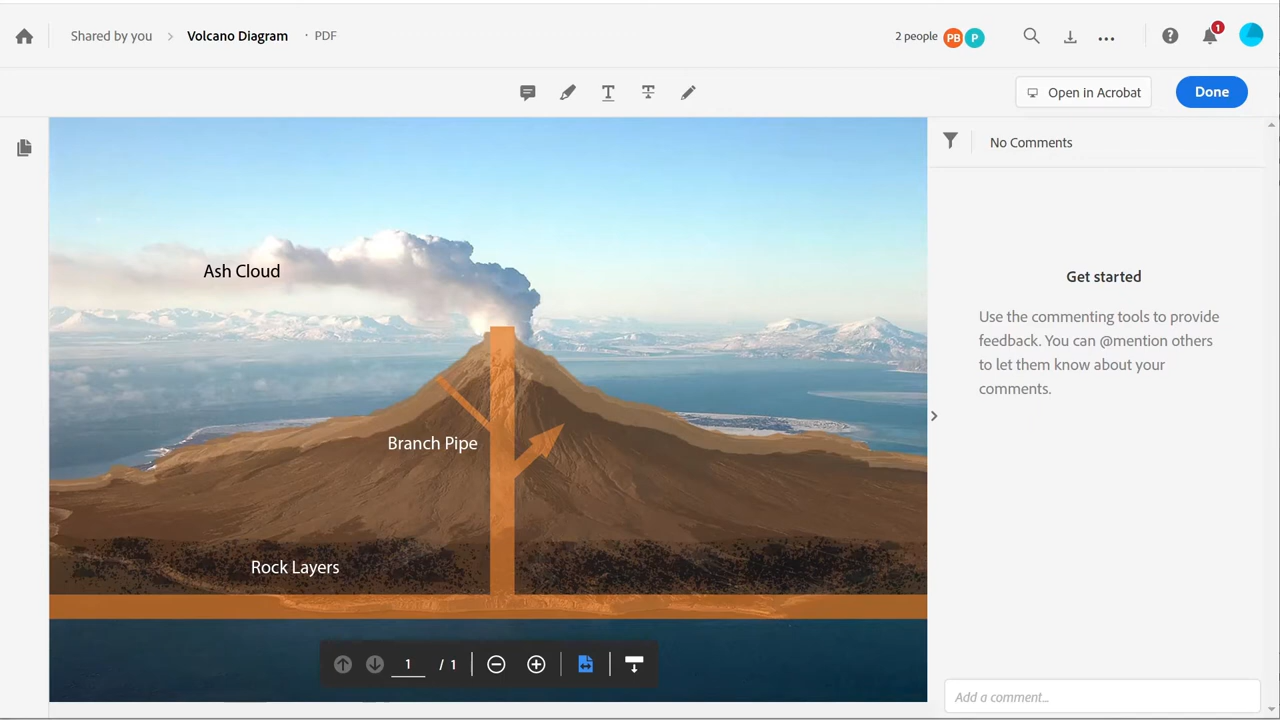 Shared by you
Volcano Diagram
· PDF
2 people
PB
P
1
Open in Acrobat
Done
No Comments
Ash Cloud
Get started
Use the commenting tools to provide
feedback. You can @mention others
to let them know about your
comments.
Branch Pipe
Rock Layers
1 / 1
Add a comment...